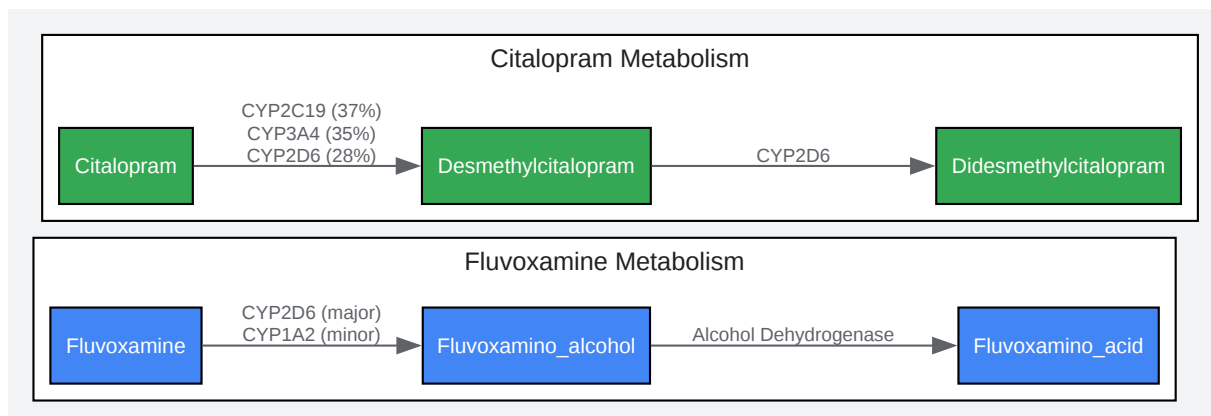 Citalopram Metabolism
CYP2C19 (37%)
CYP3A4 (35%)
CYP2D6 (28%)
Citalopram
Desmethylcitalopram
CYP2D6
Didesmethylcitalopram
Fluvoxamine Metabolism
CYP2D6 (major)
CYP1A2 (minor)
Fluvoxamine
Fluvoxamino_alcohol
Alcohol Dehydrogenase
Fluvoxamino_acid